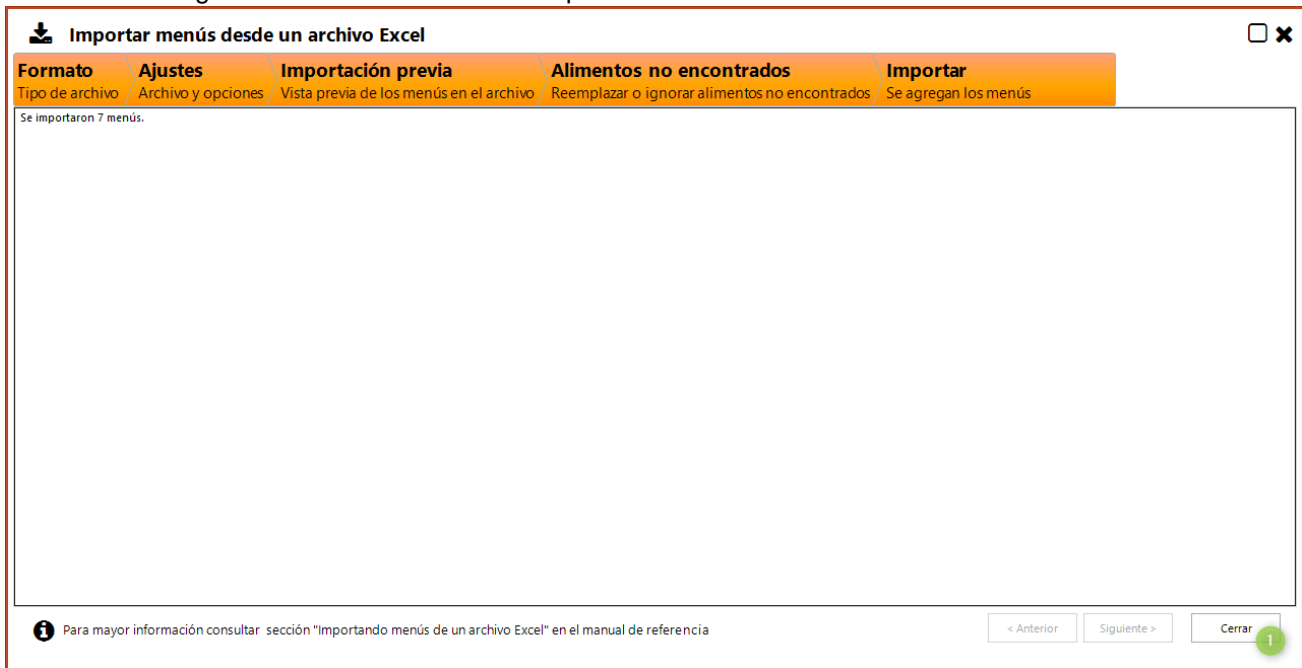 Importar menús desde un archivo Excel
Formato Ajustes Importación previa Alimentos no encontrados Importar
Tipo de archivo Archivo y opciones Vista previa de los menús en el archivo Reemplazar o ignorar alimentos no encontrados Se agregan los menús
Se importaron 7 menús.
Para mayor información consultar sección "Importando menús de un archivo Excel" en el manual de referencia
< Anterior Siguiente > Cerrar 1